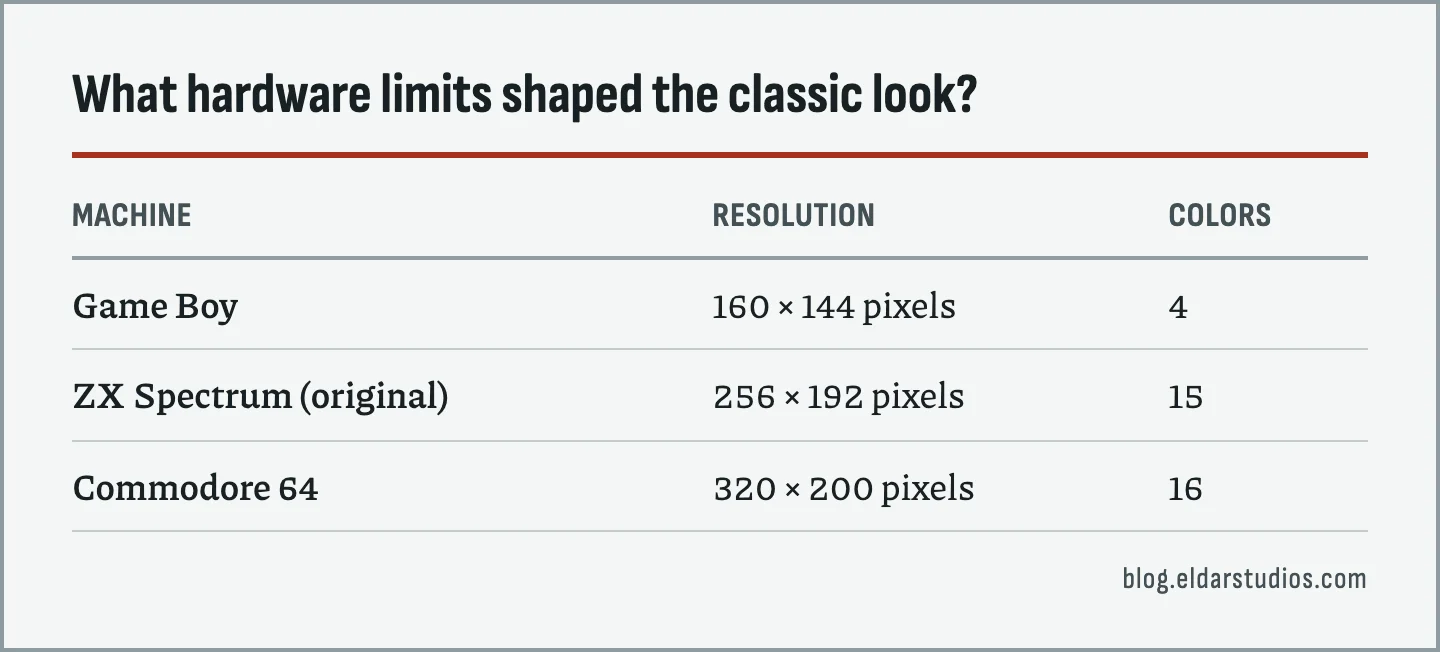 What hardware limits shaped the classic look?
MACHINE RESOLUTION COLORS
Game Boy 160 × 144 pixels 4
ZX Spectrum (original) 256 × 192 pixels 15
Commodore 64 320 × 200 pixels 16
blog.eldarstudios.com